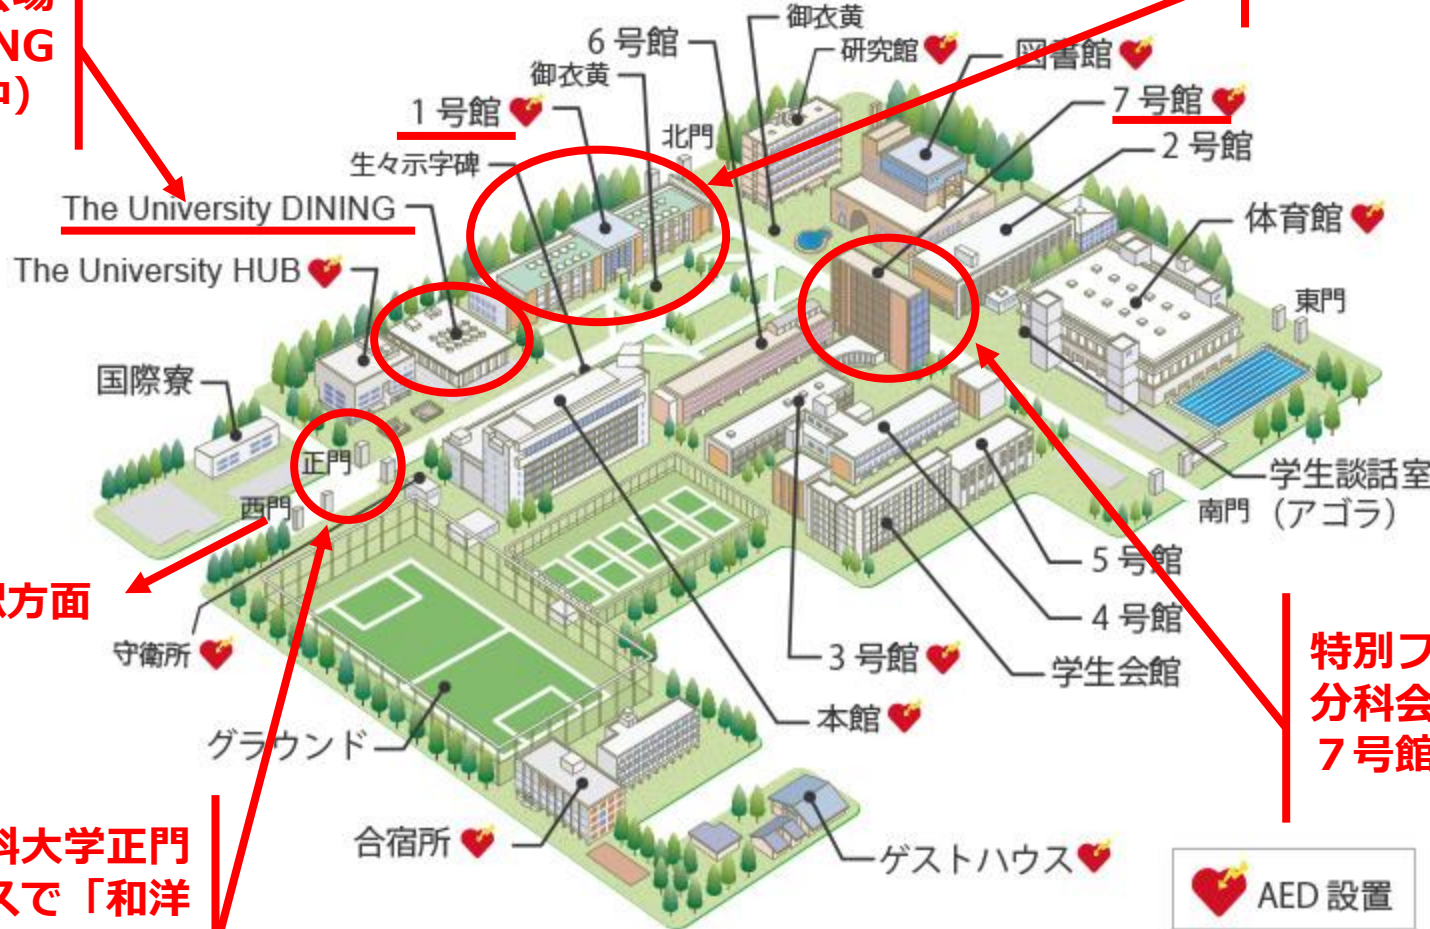 会場
NG
中）
御衣黄
6 号館
研究館
図書館
御衣黄
1 号館
7 号館
北門
2 号館
生々示字碑
The University DINING
体育館
The University HUB
東門
国際寮
正門
学生談話室
（アゴラ）
西門
南門
5 号館
駅方面
4 号館
守衛所
3 号館
学生会館
特別フ
分科会
７号館
本館
グラウンド
科大学正門
スで「和洋
合宿所
ゲストハウス
AED 設置